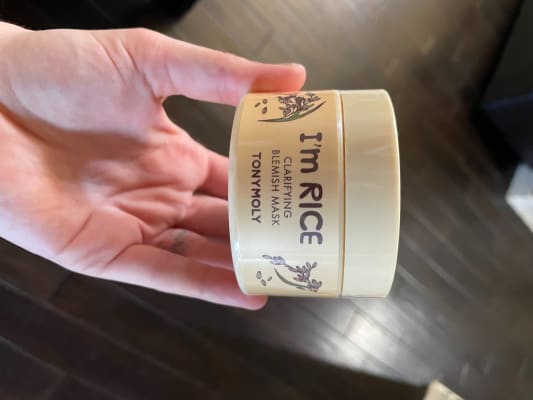 I'm RICE
CLARIFYING
BLEMISH MASK
TONYMOLY